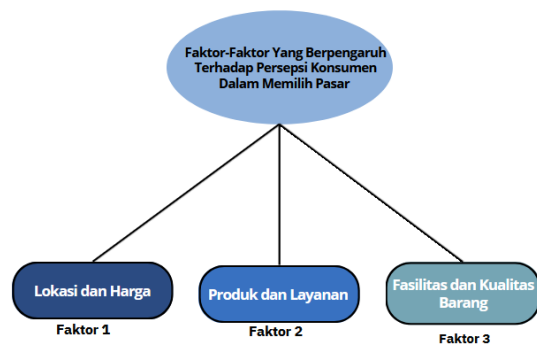 Faktor-Faktor Yang Berpengaruh
Terhadap Persepsi Konsumen
Dalam Memilih Pasar
Lokasi dan Harga
Faktor 1
Produk dan Layanan
Faktor 2
Fasilitas dan Kualitas
Barang
Faktor 3